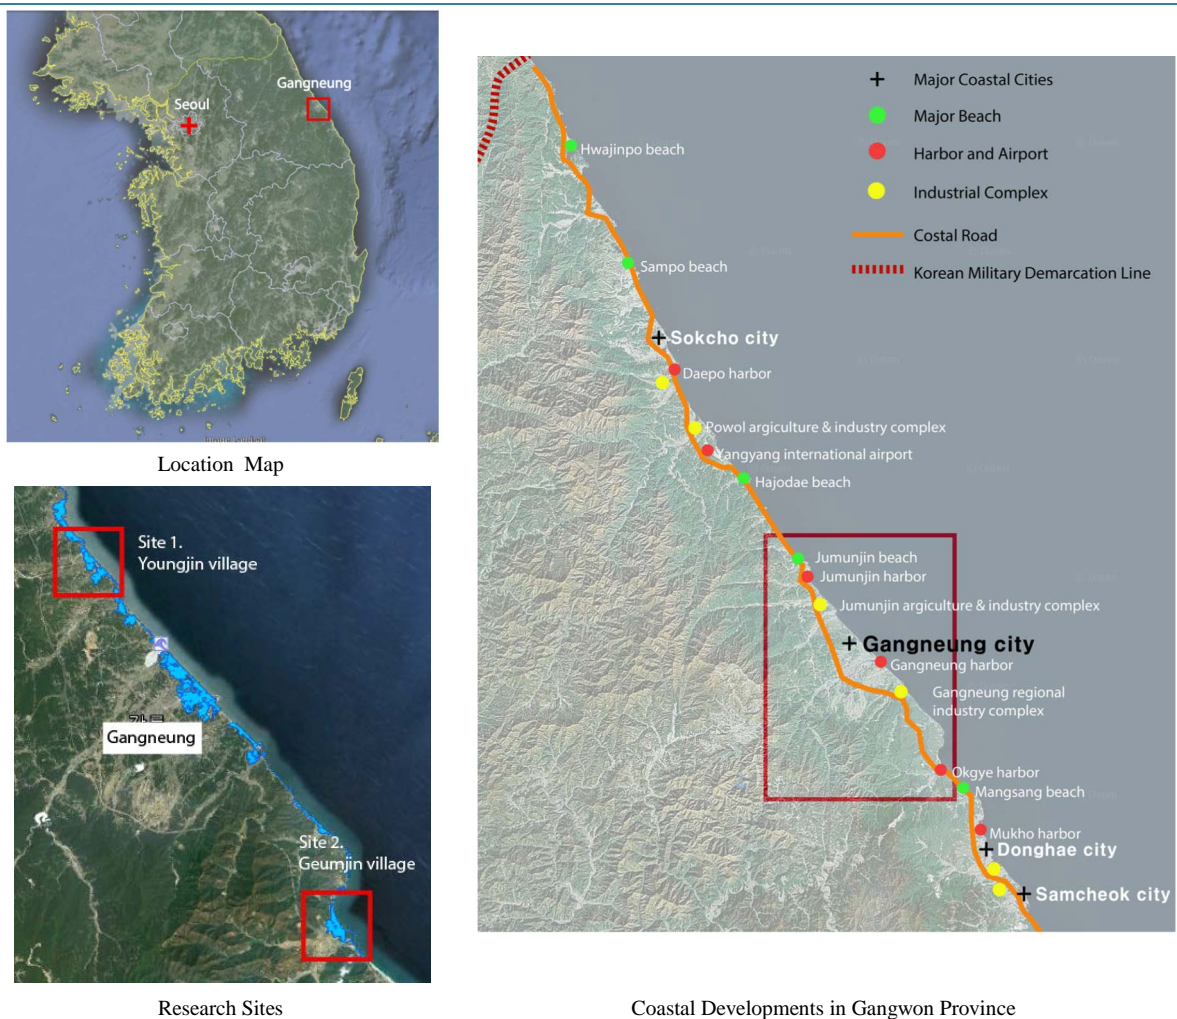 Gangneung
Seoul
Location Map
Site 1.
Youngjin village
Gangneung
Site 2.
Geumjin village
Research Sites
Major Coastal Cities
Major Beach
Harbor and Airport
Industrial Complex
Costal Road
Korean Military Demarcation Line
Hwajinpo beach
Sampo beach
Sokcho city
Daepo harbor
Powol argiculture & industry complex
Yangyang international airport
Hajodae beach
Jumunjin beach
Jumunjin harbor
Jumunjin argiculture & industry complex
Gangneung city
Gangneung harbor
Gangneung regional
industry complex
Okgye harbor
Mangsang beach
Mukho harbor
Donghae city
Samcheok city
Coastal Developments in Gangwon Province